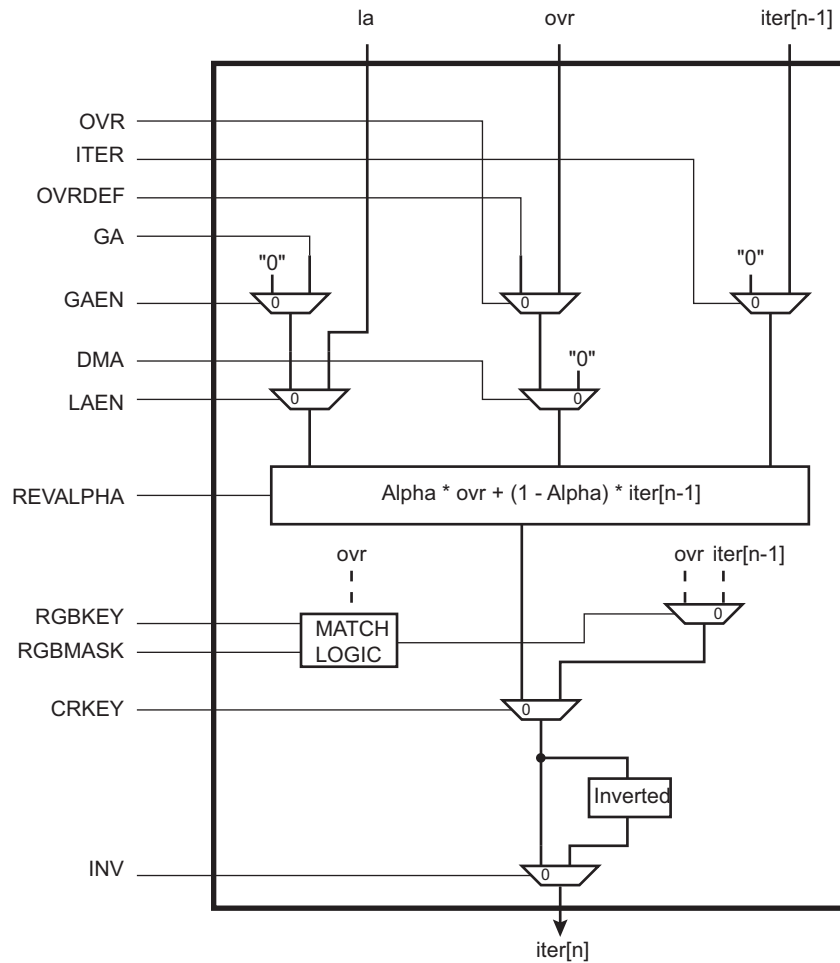 la ovr iter[n-1]
OVR
ITER
OVRDEF
GA
"0" "0"
GAEN 0 0 0
DMA "0"
LAEN 0 0
REVALPHA Alpha * ovr + (1 - Alpha) * iter[n-1]
ovr ovr iter[n-1]
RGBKEY MATCH 0
RGBMASK LOGIC
CRKEY 0
Inverted
INV 0
iter[n]